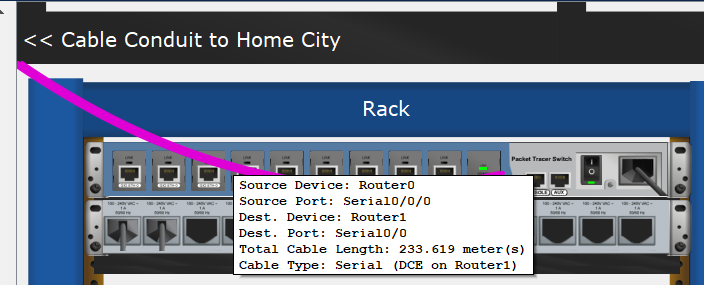 << Cable Conduit to Home City
Rack
Packet Tracer Switch
AUX
Source Device: Router0
Source Port: Serial0/0/0
Dest. Device: Router1
Dest. Port: Serial0/0
Total Cable Length: 233.619 meter(s)
Cable Type: Serial (DCE on Router1)